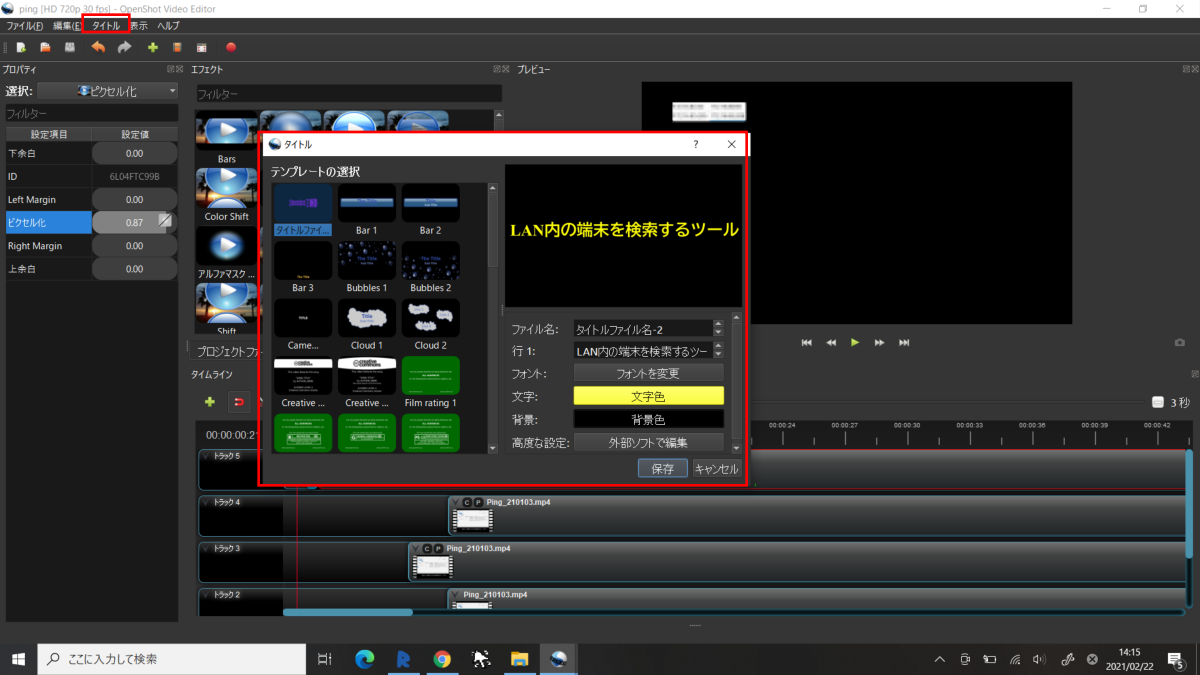 ping [HD 720p 30 fps] - OpenShot Video Editor
ファイル(F) 編集(E) タイトル 表示 ヘルプ
プロパティ
エフェクト
プレビュー
選択: ピクセル化
フィルター
フィルター
設定項目 設定値
下余白 0.00
ID 6L04FTC99B
Left Margin 0.00
ピクセル化 0.87
Right Margin 0.00
上余白 0.00
Bars
Color Shift
アルファマスク ...
Shift
タイトル
テンプレートの選択
タイトルファイ...
Bar 1
Bar 2
Bar 3
Bubbles 1
Bubbles 2
Came...
Cloud 1
Cloud 2
Creative ...
Creative ...
Film rating 1
LAN内の端末を検索するツール
ファイル名: タイトルファイル名-2
行 1: LAN内の端末を検索するツー
フォント: フォントを変更
文字: 文字色
背景: 背景色
高度な設定: 外部ソフトで編集
保存 キャンセル
プロジェクトファ
タイムライン
3 秒
00:00:24 00:00:27 00:00:30 00:00:33 00:00:36 00:00:39 00:00:42
トラック 5
トラック 4
C P Ping_210103.mp4
トラック 3
C P Ping_210103.mp4
トラック 2
Ping_210103.mp4
ここに入力して検索
14:15
2021/02/22
5